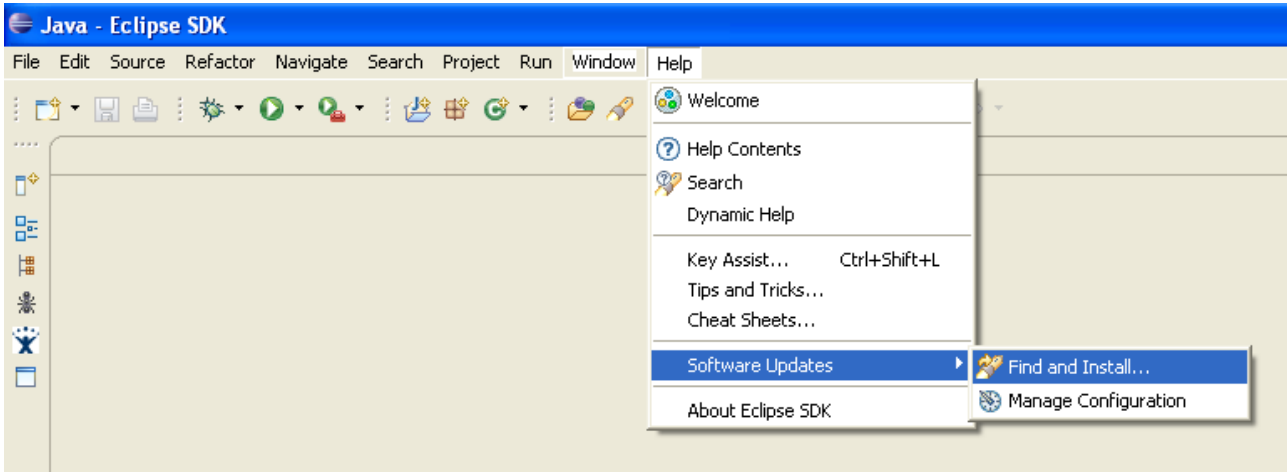 Java - Eclipse SDK
File Edit Source Refactor Navigate Search Project Run Window Help
Welcome
Help Contents
Search
Dynamic Help
Key Assist... Ctrl+Shift+L
Tips and Tricks...
Cheat Sheets...
Software Updates
Find and Install...
Manage Configuration
About Eclipse SDK